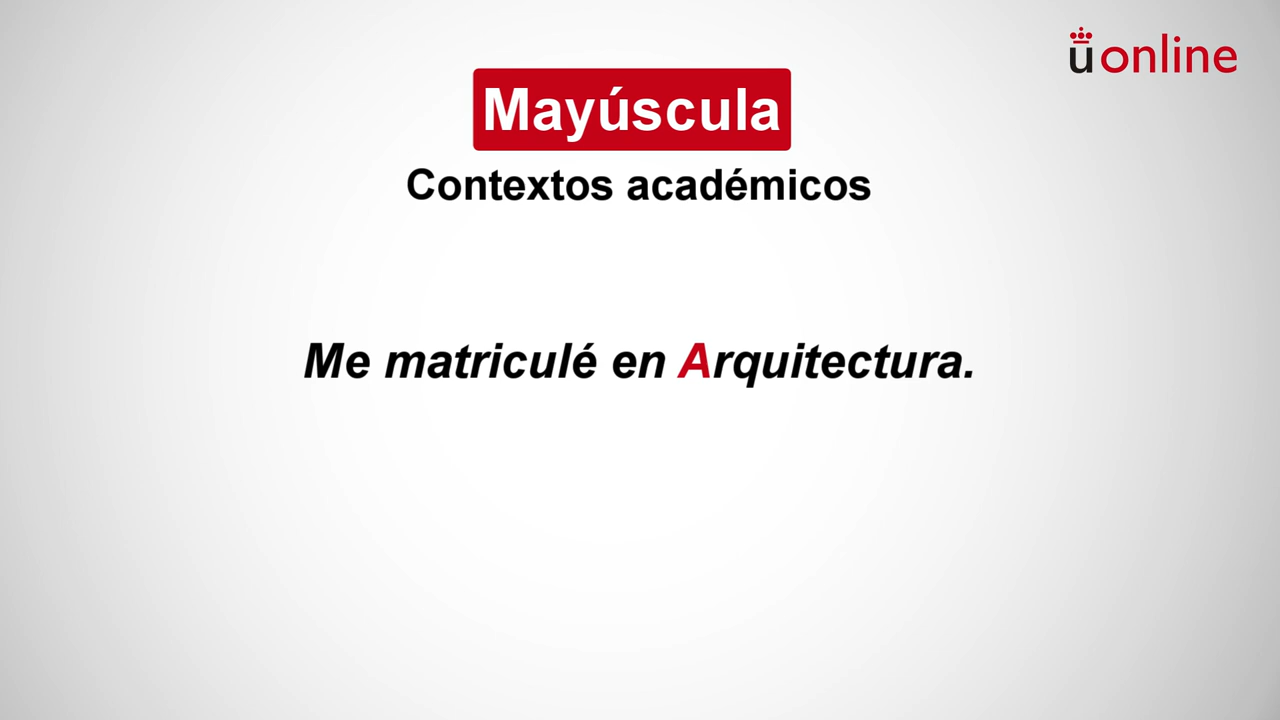 uonline
Mayúscula
Contextos académicos
Me matriculé en Arquitectura.